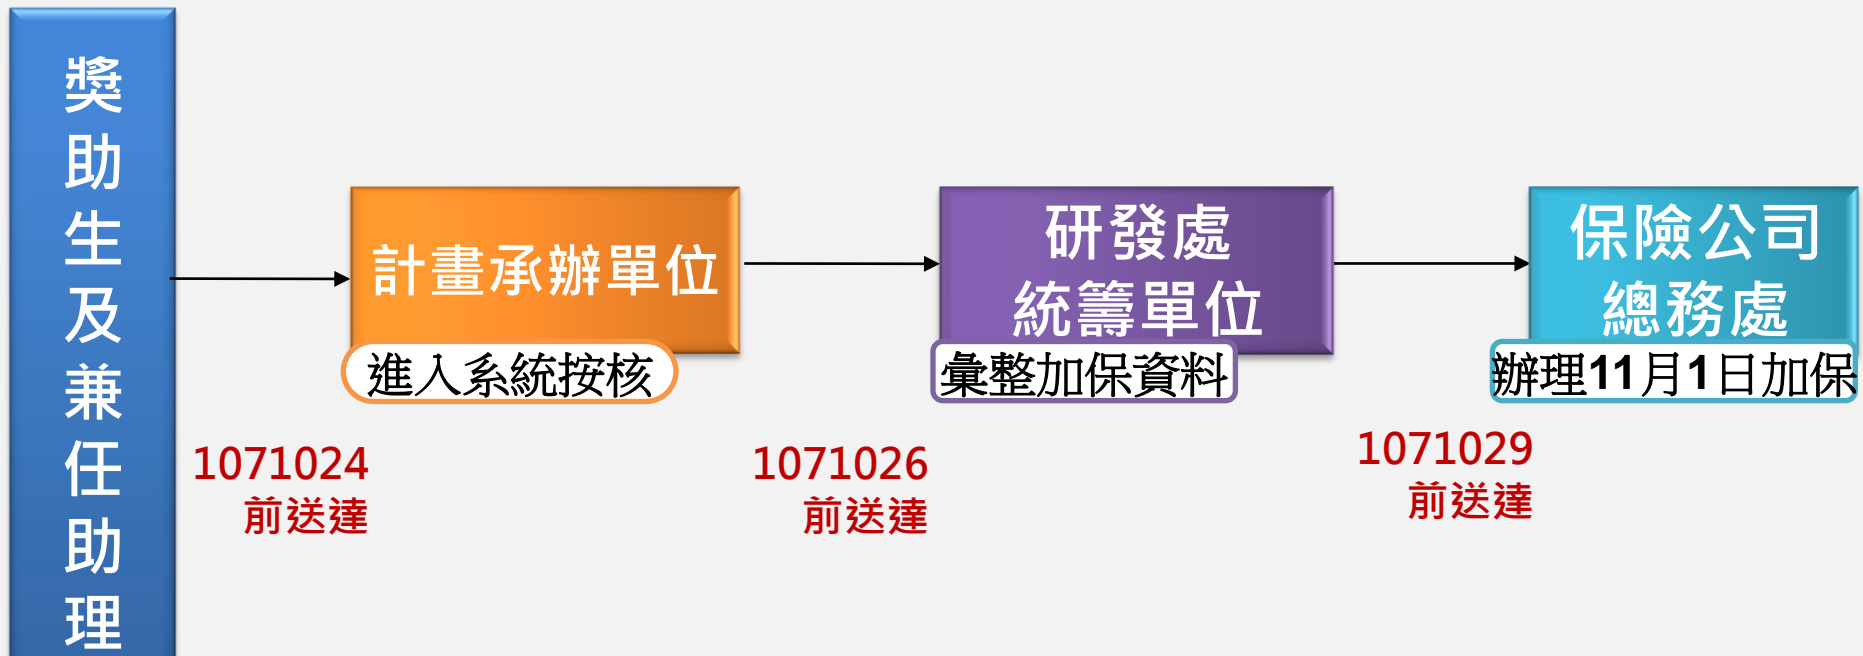 獎助生及兼任助理
計畫承辦單位
進入系統按核
1071024
前送達
研發處
統籌單位
彙整加保資料
1071026
前送達
保險公司
總務處
辦理11月1日加保
1071029
前送達